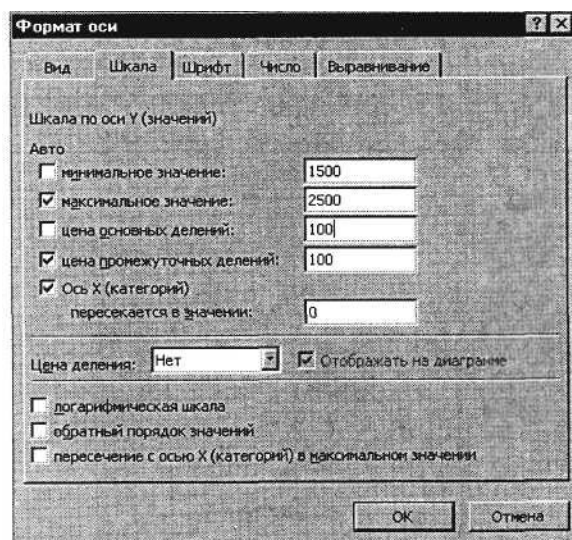 Формат оси
Вид Шкала Шрифт Число Выравнивание
Шкала по оси Y (значений)
Авто
минимальное значение: 1500
максимальное значение: 2500
цена основных делений: 100
цена промежуточных делений: 100
Ось X (категорий)
пересекается в значении: 0
Цена деления: Нет Отображать на диаграмме
логарифмическая шкала
обратный порядок значений
пересечение с осью X (категорий) в максимальном значении
ОК Отмена